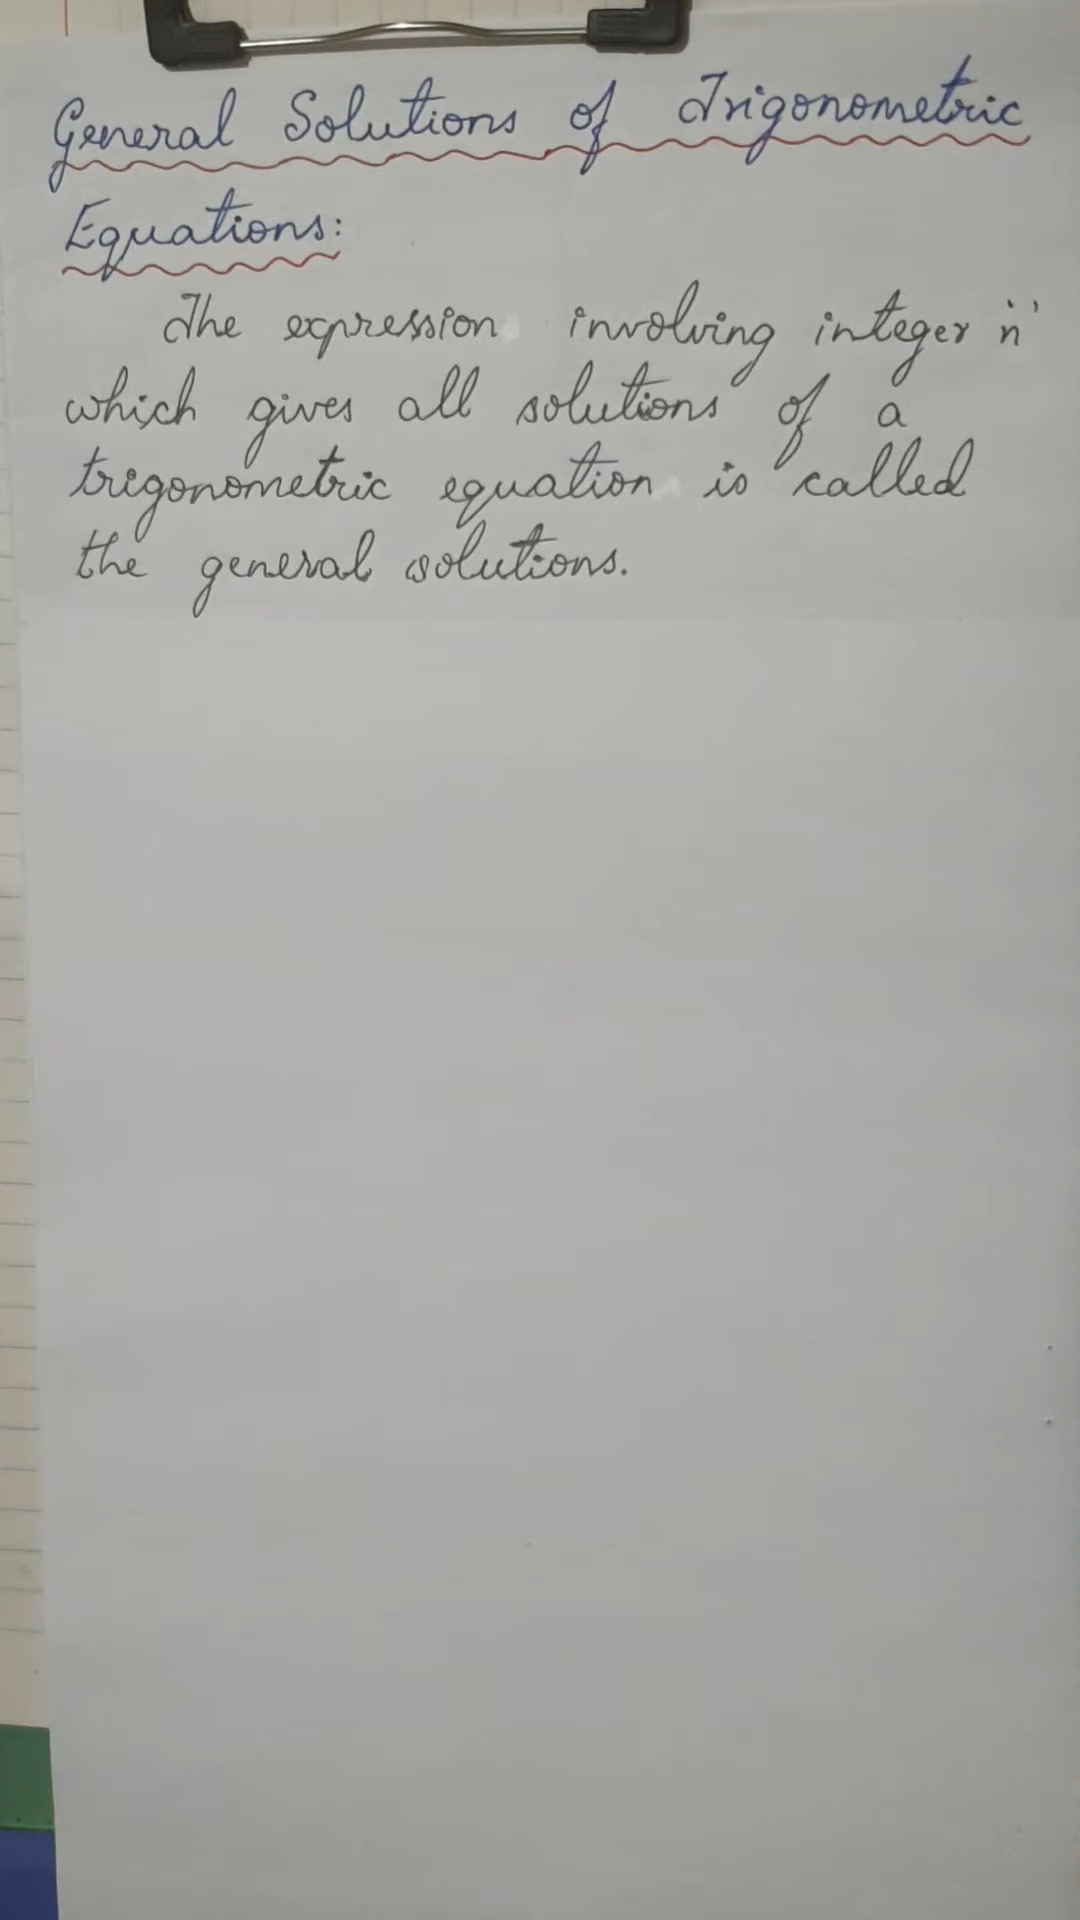 General Solutions of Trigonometric
Equations:
The expression involving integer 'n'
which gives all solutions of a
trigonometric equation is called
the general solutions.